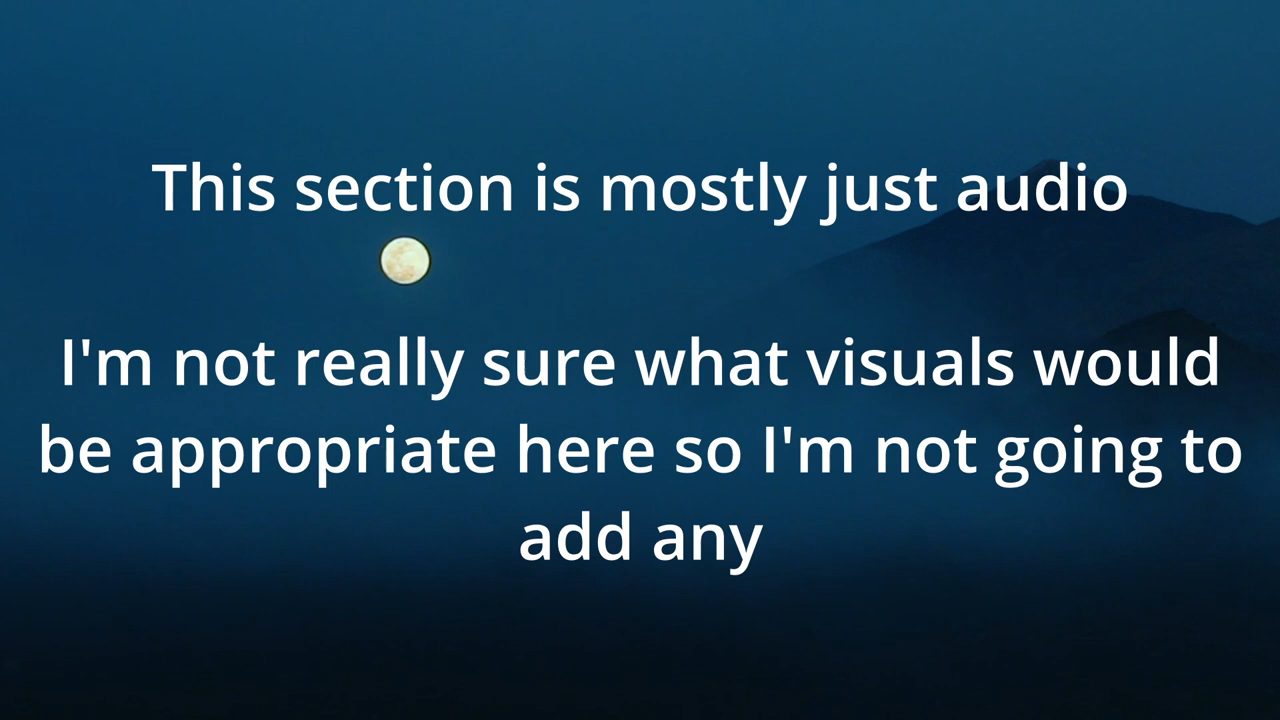 This section is mostly just audio
I'm not really sure what visuals would
be appropriate here so I'm not going to
add any